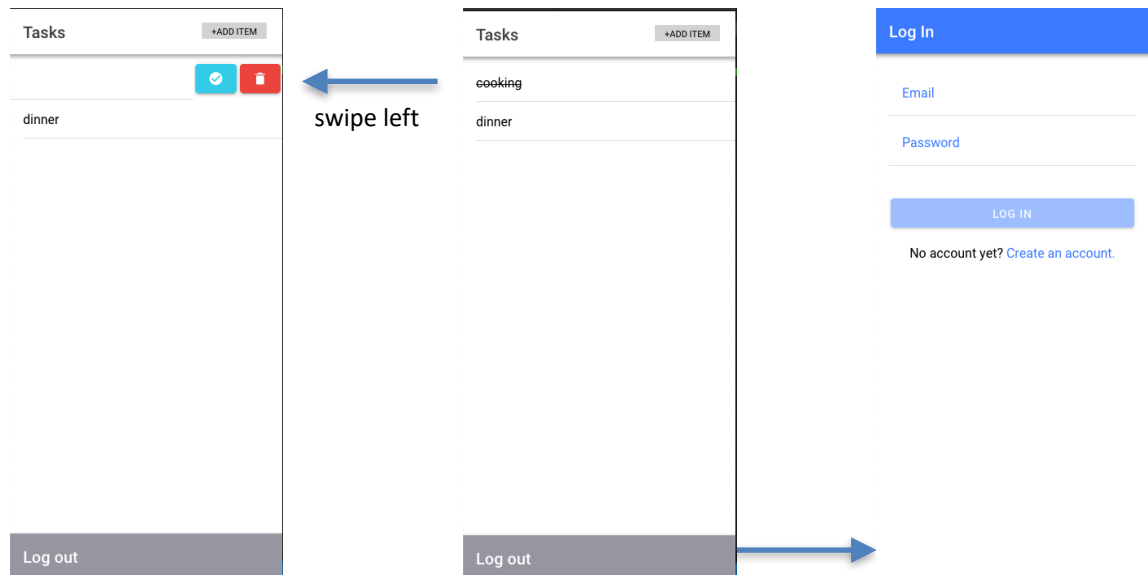 Tasks
+ADD ITEM
dinner
Log out
swipe left
Tasks
+ADD ITEM
cooking
dinner
Log out
Log In
Email
Password
LOG IN
No account yet? Create an account.